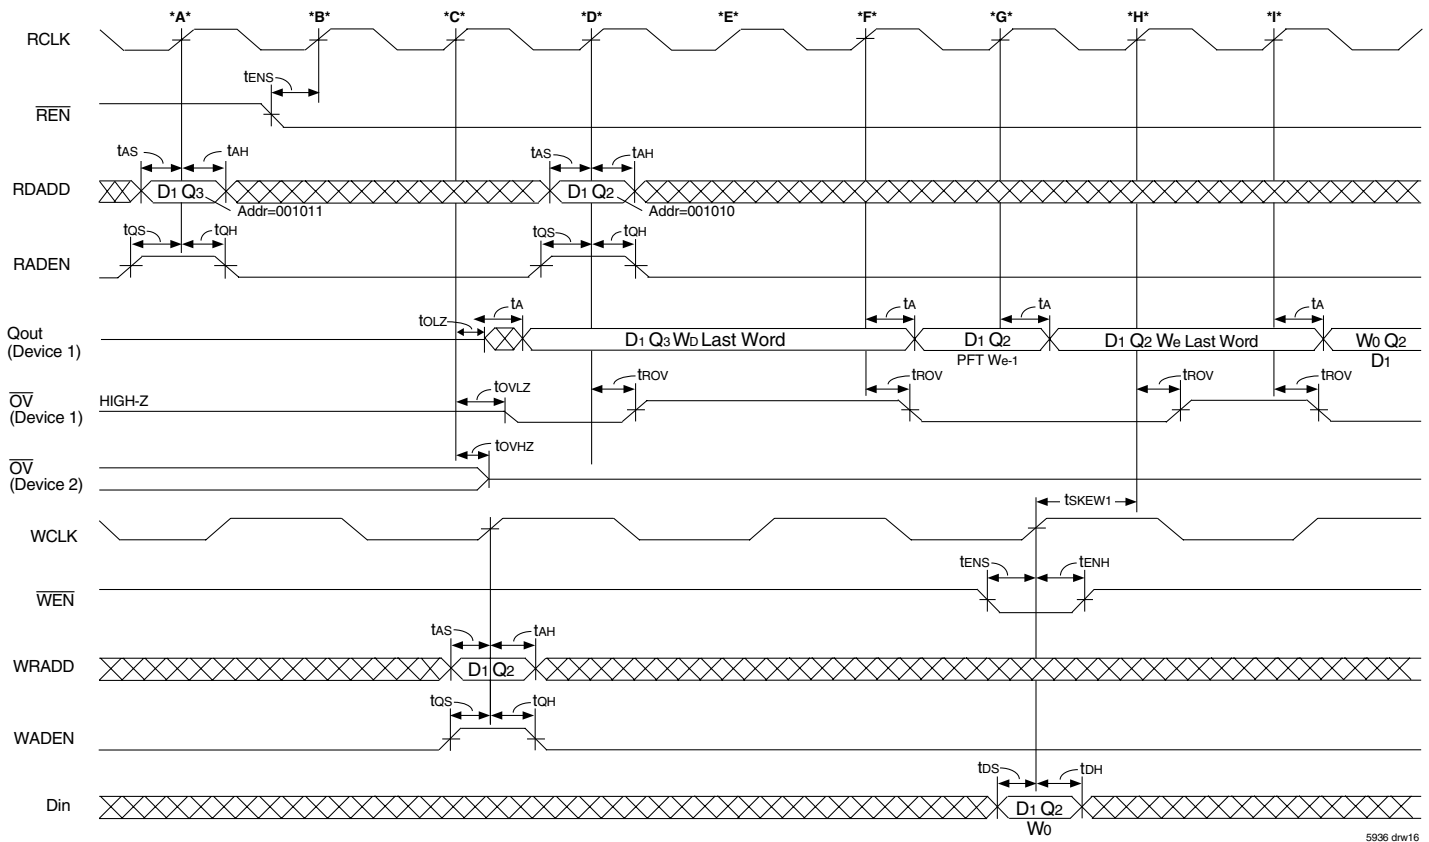 *A* *B* *C* *D* *E* *F* *G* *H* *I*
RCLK
tENS
REN
tAS tAH tAS tAH
RDADD D1 Q3 D1 Q2
Addr=001011 Addr=001010
tQS tQH tQS tQH
RADEN
tOLZ tA tA tA tA
Qout
(Device 1)
D1 Q3 WD Last Word D1 Q2 D1 Q2 We Last Word W0 Q2
PFT We-1 D1
tOVLZ tROV tROV tROV tROV
OV
(Device 1)
HIGH-Z
tOVHZ
OV
(Device 2)
tSKEW1
WCLK
tENS tENH
WEN
tAS tAH
WRADD D1 Q2
tQS tQH
WADEN
tDS tDH
Din D1 Q2
W0
5936 drw16